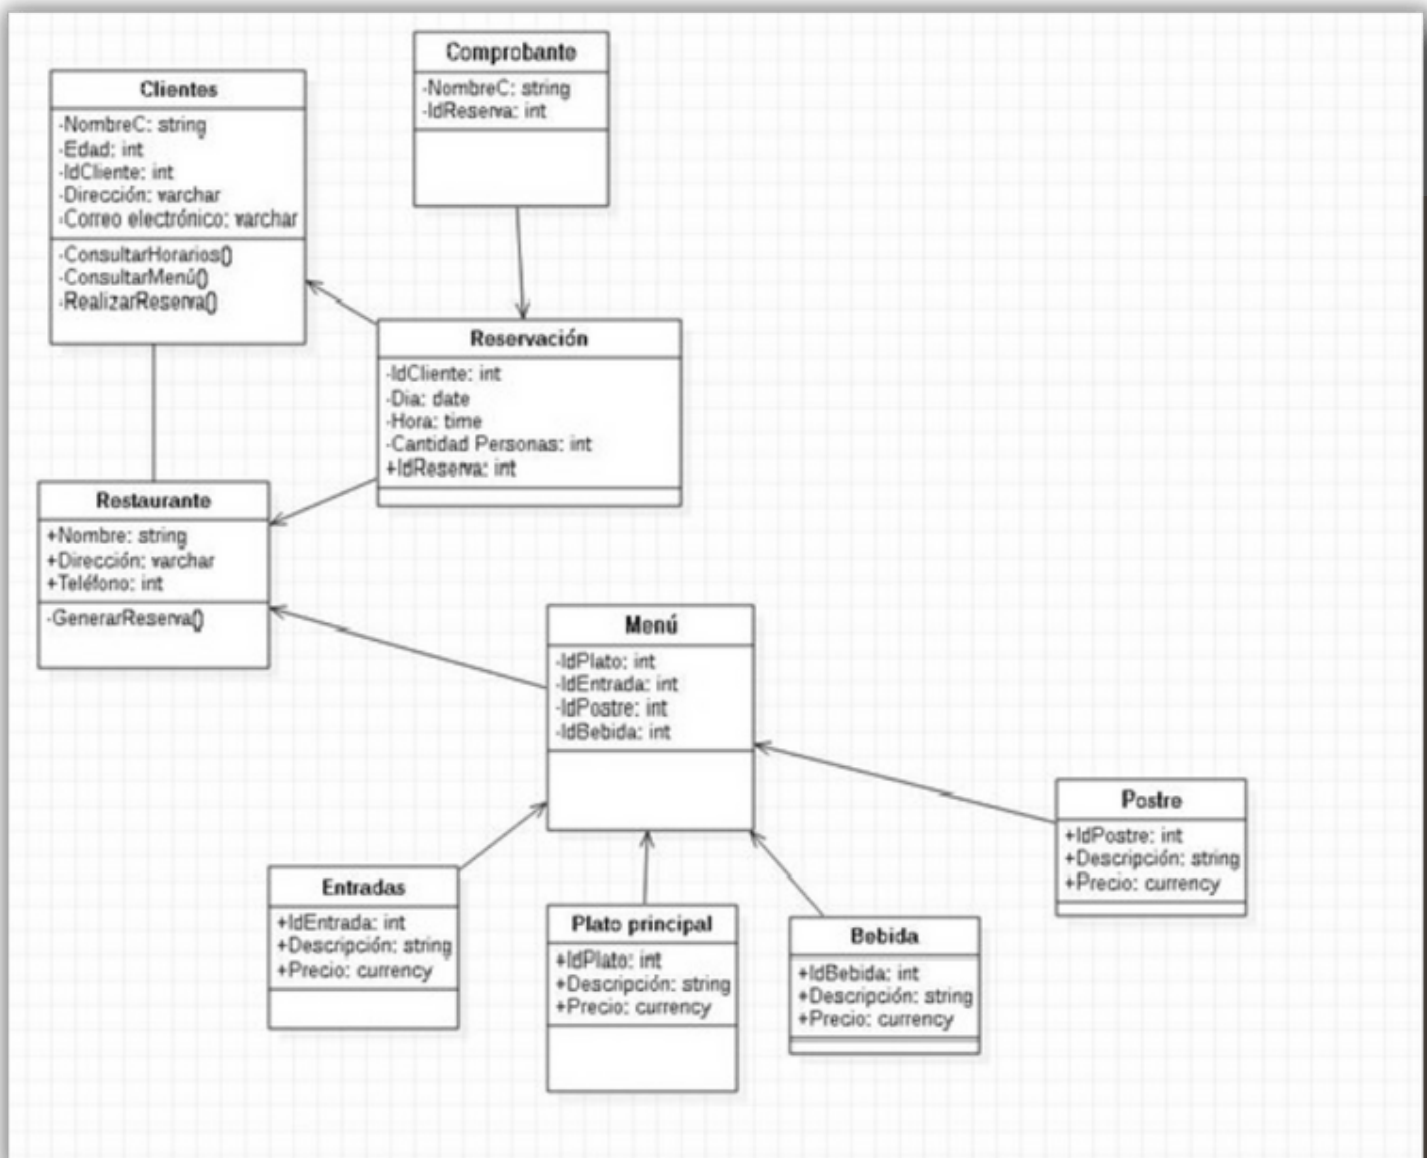 Comprobante
-NombreC: string
-IdReserva: int
Clientes
-NombreC: string
-Edad: int
-IdCliente: int
-Dirección: varchar
-Correo electrónico: varchar
-ConsultarHorarios()
-ConsultarMenú()
-RealizarReserva()
Reservación
-IdCliente: int
-Dia: date
-Hora: time
-Cantidad Personas: int
+IdReserva: int
Restaurante
+Nombre: string
+Dirección: varchar
+Teléfono: int
-GenerarReserva()
Menú
-IdPlato: int
-IdEntrada: int
-IdPostre: int
-IdBebida: int
Postre
+IdPostre: int
+Descripción: string
+Precio: currency
Entradas
+IdEntrada: int
+Descripción: string
+Precio: currency
Plato principal
+IdPlato: int
+Descripción: string
+Precio: currency
Bebida
+IdBebida: int
+Descripción: string
+Precio: currency